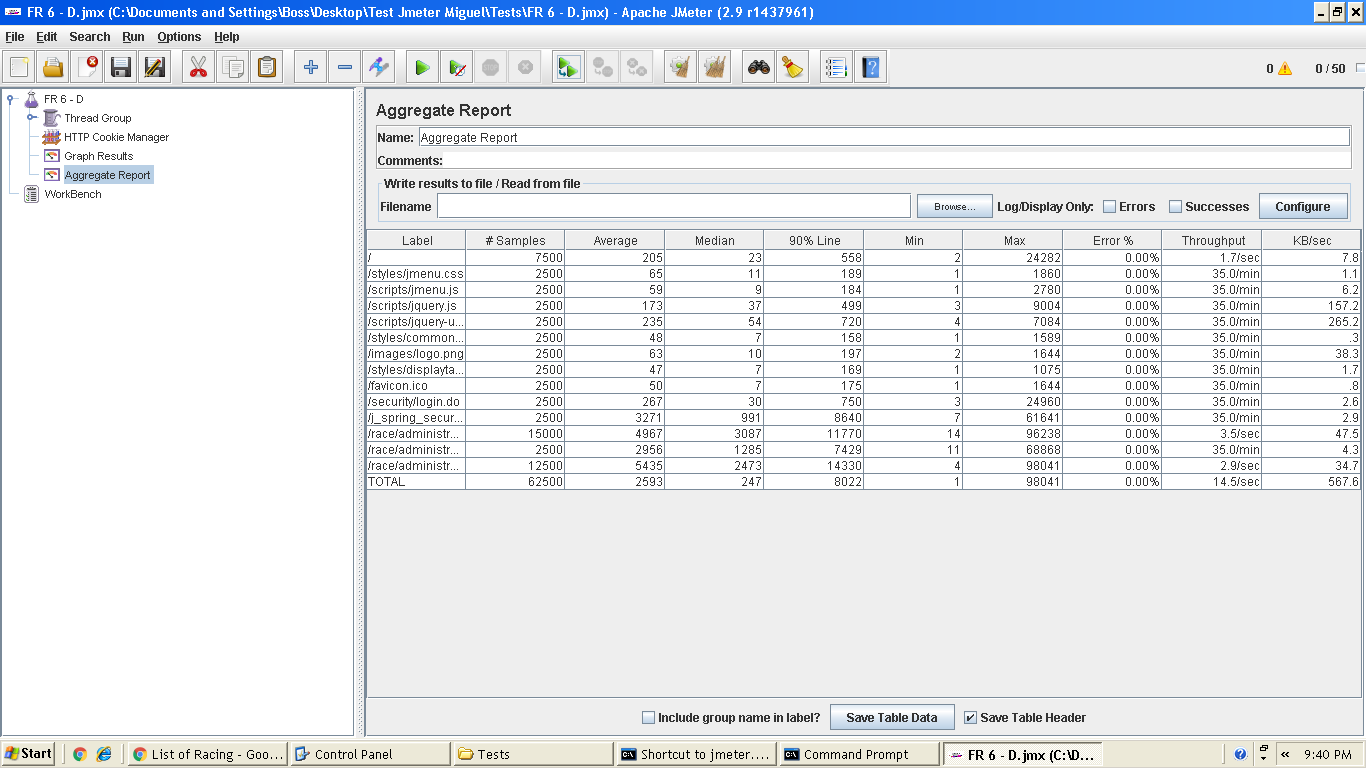 FR 6 - D.jmx (C:\Documents and Settings\Boss\Desktop\Test Jmeter Miguel\Tests\FR 6 - D.jmx) - Apache JMeter (2.9 r1437961)
File Edit Search Run Options Help
0 0 / 50
FR 6 - D
Thread Group
HTTP Cookie Manager
Graph Results
Aggregate Report
WorkBench
Aggregate Report
Name: Aggregate Report
Comments:
Write results to file / Read from file
Filename Browse... Log/Display Only: Errors Successes Configure
Label # Samples Average Median 90% Line Min Max Error % Throughput KB/sec
/ 7500 205 23 558 2 24282 0.00% 1.7/sec 7.8
/styles/jmenu.css 2500 65 11 189 1 1860 0.00% 35.0/min 1.1
/scripts/jmenu.js 2500 59 9 184 1 2780 0.00% 35.0/min 6.2
/scripts/jquery.js 2500 173 37 499 3 9004 0.00% 35.0/min 157.2
/scripts/jquery-u... 2500 235 54 720 4 7084 0.00% 35.0/min 265.2
/styles/common... 2500 48 7 158 1 1589 0.00% 35.0/min .3
/images/logo.png 2500 63 10 197 2 1644 0.00% 35.0/min 38.3
/styles/displayta... 2500 47 7 169 1 1075 0.00% 35.0/min 1.7
/favicon.ico 2500 50 7 175 1 1644 0.00% 35.0/min .8
/security/login.do 2500 267 30 750 3 24960 0.00% 35.0/min 2.6
/j_spring_secur... 2500 3271 991 8640 7 61641 0.00% 35.0/min 2.9
/race/administr... 15000 4967 3087 11770 14 96238 0.00% 3.5/sec 47.5
/race/administr... 2500 2956 1285 7429 11 68868 0.00% 35.0/min 4.3
/race/administr... 12500 5435 2473 14330 4 98041 0.00% 2.9/sec 34.7
TOTAL 62500 2593 247 8022 1 98041 0.00% 14.5/sec 567.6
Include group name in label? Save Table Data Save Table Header
Start List of Racing - Goo... Control Panel Tests Shortcut to jmeter.... Command Prompt FR 6 - D.jmx (C:\D... 9:40 PM